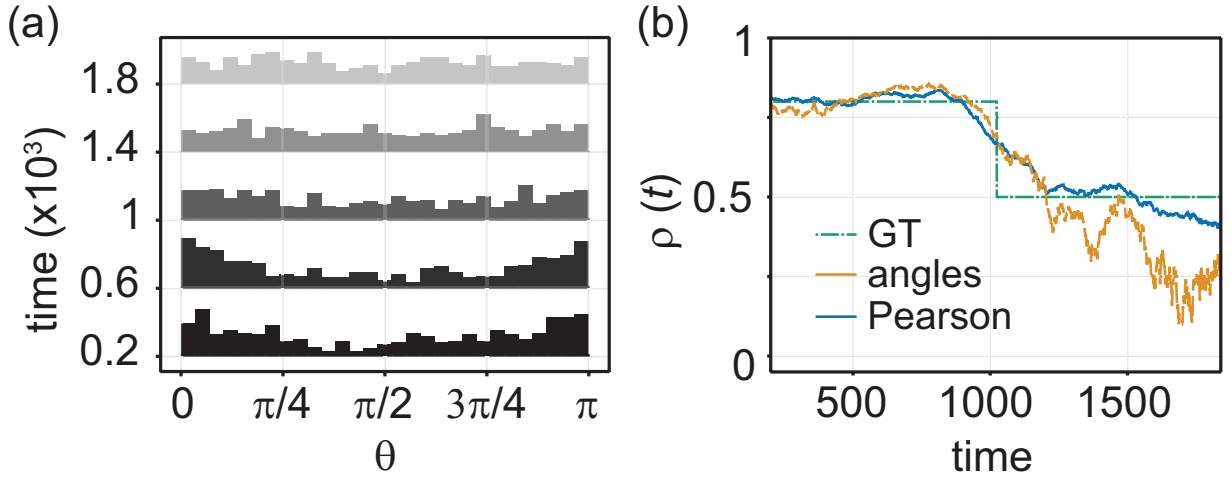 (a)
time (x10³)
1.8
1.4
1
0.6
0.2
0 π/4 π/2 3π/4 π
θ
(b)
ρ (t)
1
0.5
0
GT
angles
Pearson
500 1000 1500
time